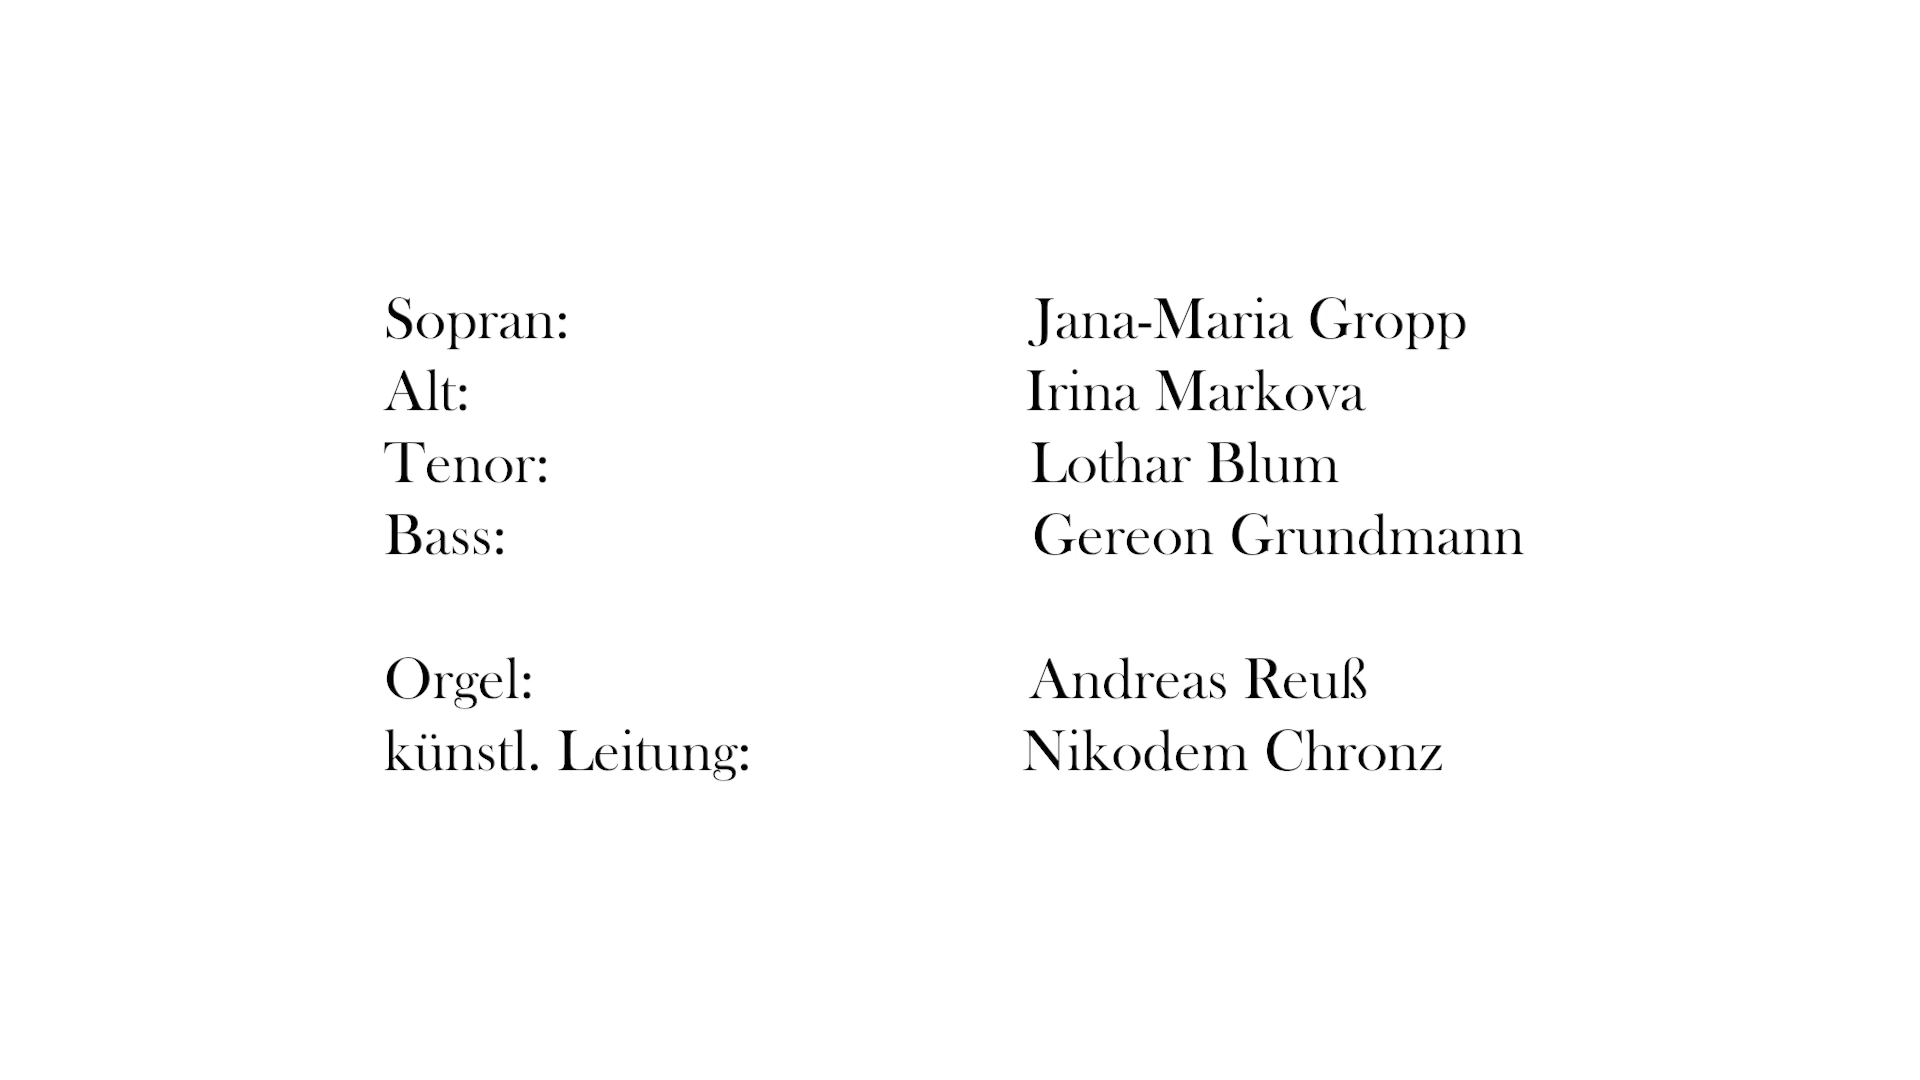 Sopran: Jana-Maria Gropp
Alt: Irina Markova
Tenor: Lothar Blum
Bass: Gereon Grundmann
Orgel: Andreas Reuß
künstl. Leitung: Nikodem Chronz